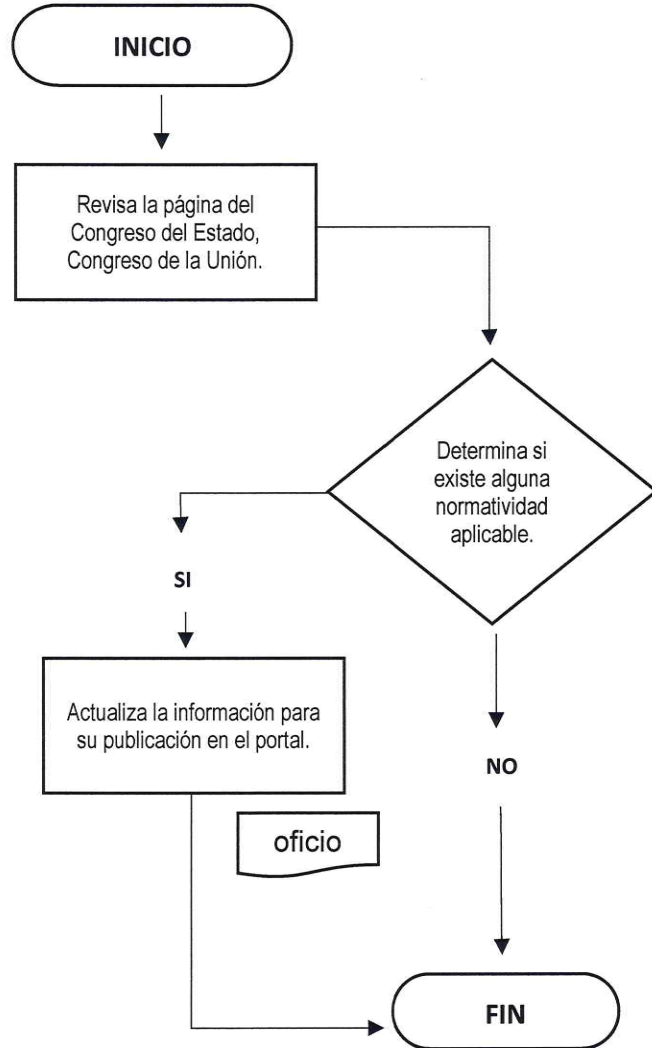 INICIO
Revisa la página del
Congreso del Estado,
Congreso de la Unión.
Determina si
existe alguna
normatividad
aplicable.
SI
Actualiza la información para
su publicación en el portal.
NO
oficio
FIN